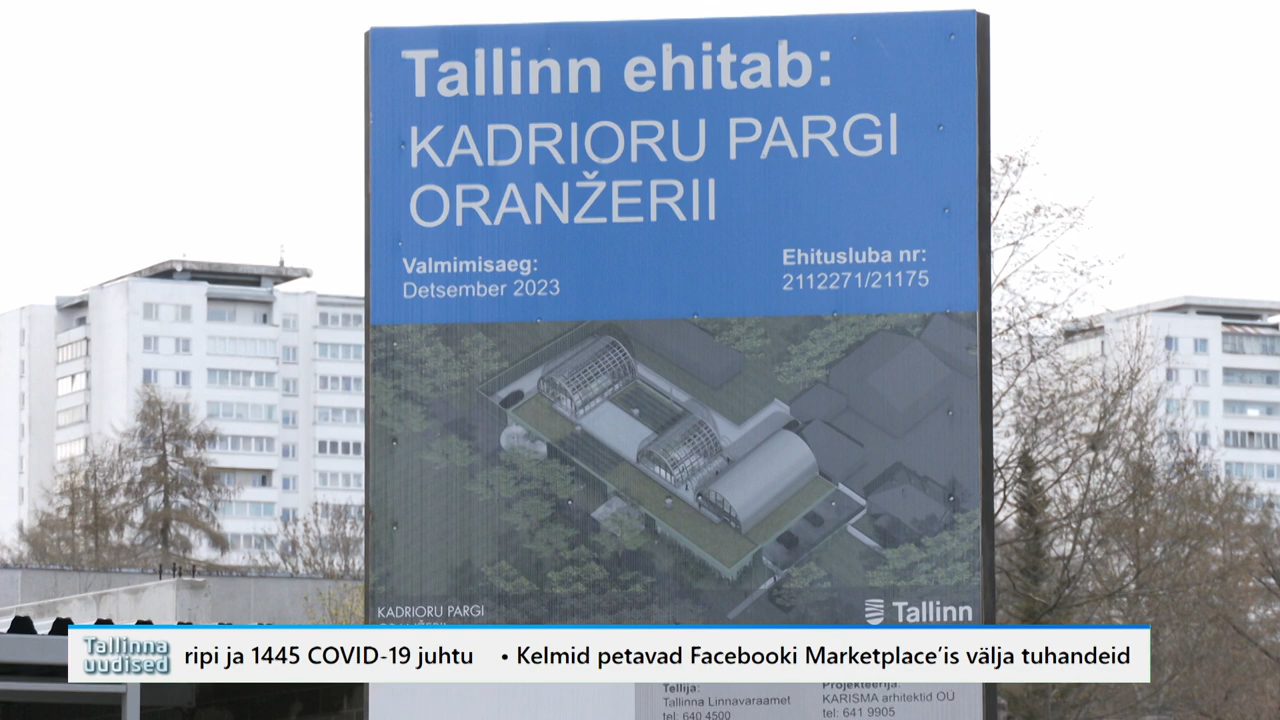 Tallinn ehitab:
KADRIORU PARGI
ORANŽERII
Valmimisaeg:
Detsember 2023
Ehitusluba nr:
2112271/21175
KADRIORU PARGI
Tallinn
Tallinna
uudised
ripi ja 1445 COVID-19 juhtu • Kelmid petavad Facebooki Marketplace'is välja tuhandeid
Tellija:
Tallinna Linnavaraamet
tel: 640 4500
Projekteerija:
KARISMA arhitektid OÜ
tel: 641 9905